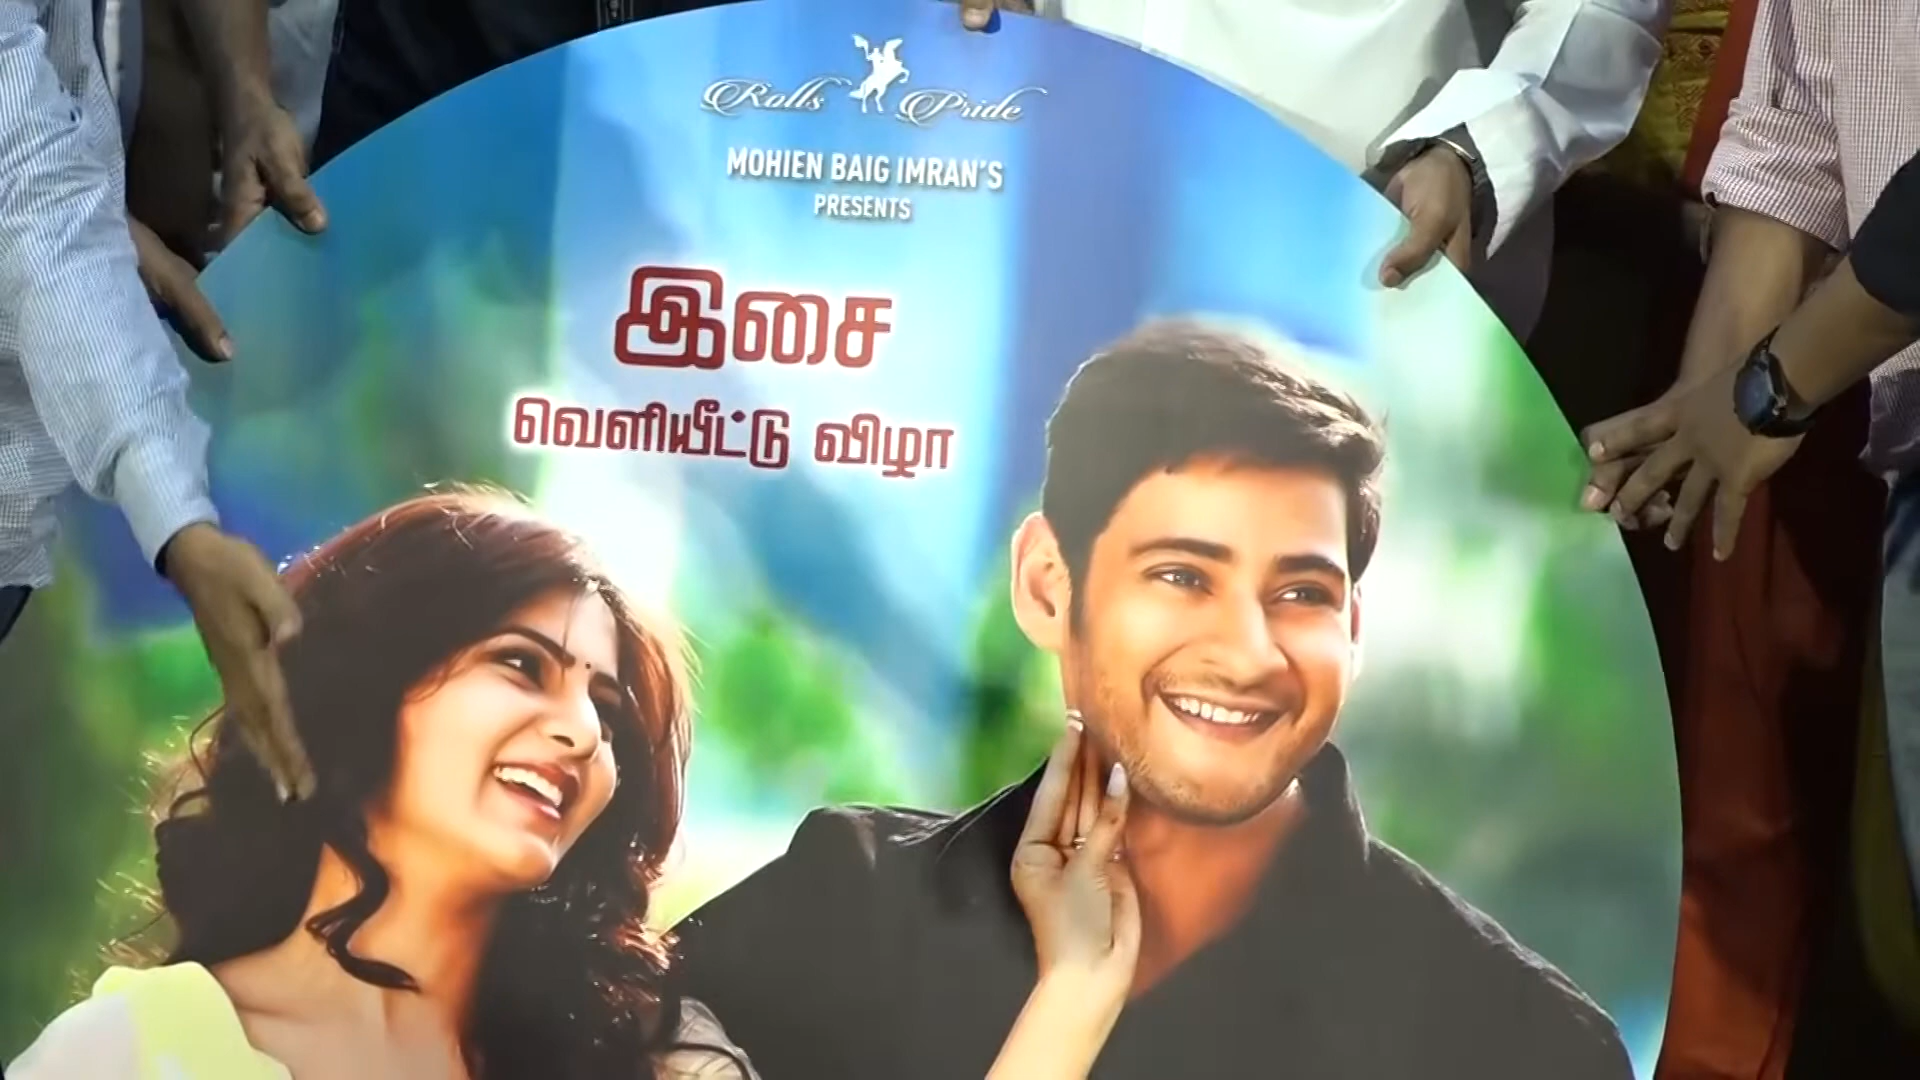 Rolls Pride
MOHIEN BAIG IMRAN'S
PRESENTS
இசை
வெளியீட்டு விழா